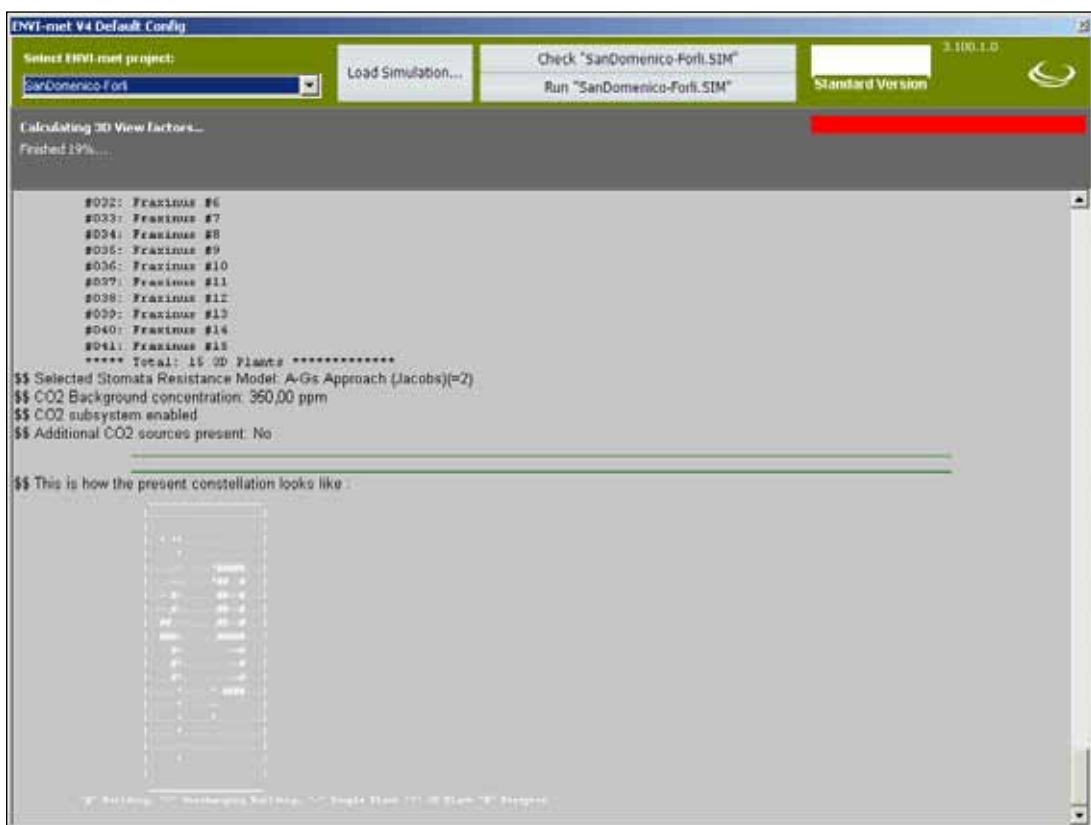 ENVI-met V4 Default Config
Select ENVI-met project:
SanDomenico-Forli
Load Simulation...
Check "SanDomenico-Forli.SIM"
Run "SanDomenico-Forli.SIM"
3.100.1.0
Standard Version
Calculating 3D View factors...
Finished 19%....
#032: Fraxinus #6
#033: Fraxinus #7
#034: Fraxinus #8
#035: Fraxinus #9
#036: Fraxinus #10
#037: Fraxinus #11
#038: Fraxinus #12
#039: Fraxinus #13
#040: Fraxinus #14
#041: Fraxinus #15
***** Total: 15 3D Plants *************
$$ Selected Stomata Resistance Model: A-Gs Approach (Jacobs)(=2)
$$ CO2 Background concentration: 350,00 ppm
$$ CO2 subsystem enabled
$$ Additional CO2 sources present: No
$$ This is how the present constellation looks like :